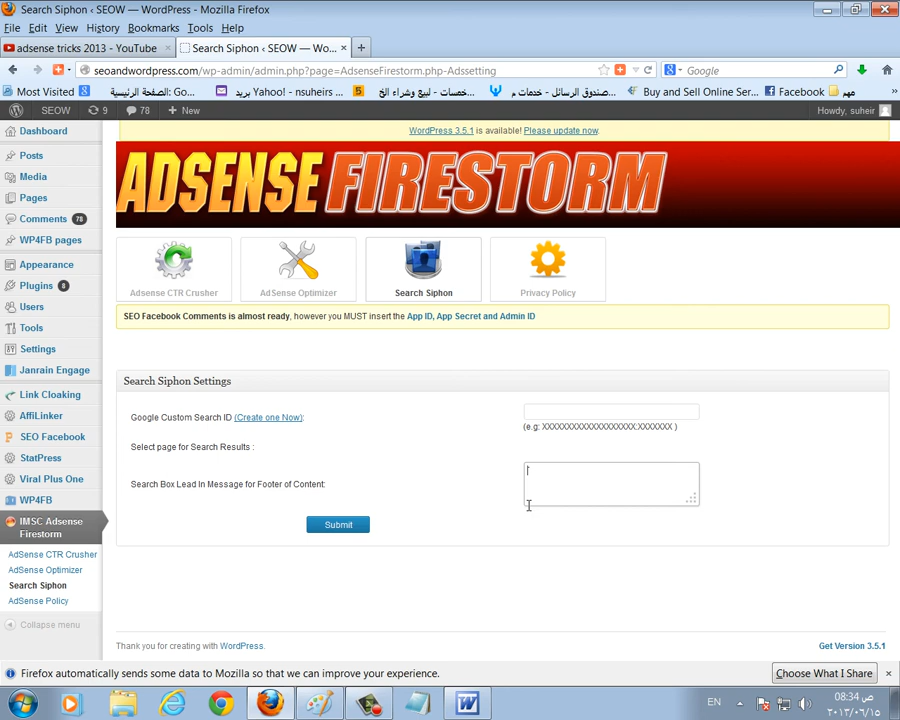 Search Siphon ‹ SEOW — WordPress - Mozilla Firefox
File Edit View History Bookmarks Tools Help
adsense tricks 2013 - YouTube × Search Siphon ‹ SEOW — Wo... ×
seoandwordpress.com/wp-admin/admin.php?page=AdsenseFirestorm.php-Adssetting Google
Most Visited Go... الصفحة الرئيسية: بريد Yahoo! - nsuheirs ... خمسات - لبيع وشراء الخ... صندوق الرسائل - خدمات م... Buy and Sell Online Ser... Facebook مهم
SEOW 9 78 + New Howdy, suheir
Dashboard
Posts
Media
Pages
Comments 78
WP4FB pages
Appearance
Plugins 8
Users
Tools
Settings
Janrain Engage
Link Cloaking
AffiLinker
SEO Facebook
StatPress
Viral Plus One
WP4FB
IMSC Adsense
Firestorm
AdSense CTR Crusher
AdSense Optimizer
Search Siphon
AdSense Policy
Collapse menu
WordPress 3.5.1 is available! Please update now.
ADSENSE FIRESTORM
Adsense CTR Crusher AdSense Optimizer Search Siphon Privacy Policy
SEO Facebook Comments is almost ready, however you MUST insert the App ID, App Secret and Admin ID
Search Siphon Settings
Google Custom Search ID (Create one Now):
(e.g: XXXXXXXXXXXXXXXXXXX:XXXXXXX )
Select page for Search Results :
Search Box Lead In Message for Footer of Content:
Submit
Thank you for creating with WordPress. Get Version 3.5.1
Firefox automatically sends some data to Mozilla so that we can improve your experience. Choose What I Share ×
EN 08:34 ص
٢٠١٣/٠٦/١٥